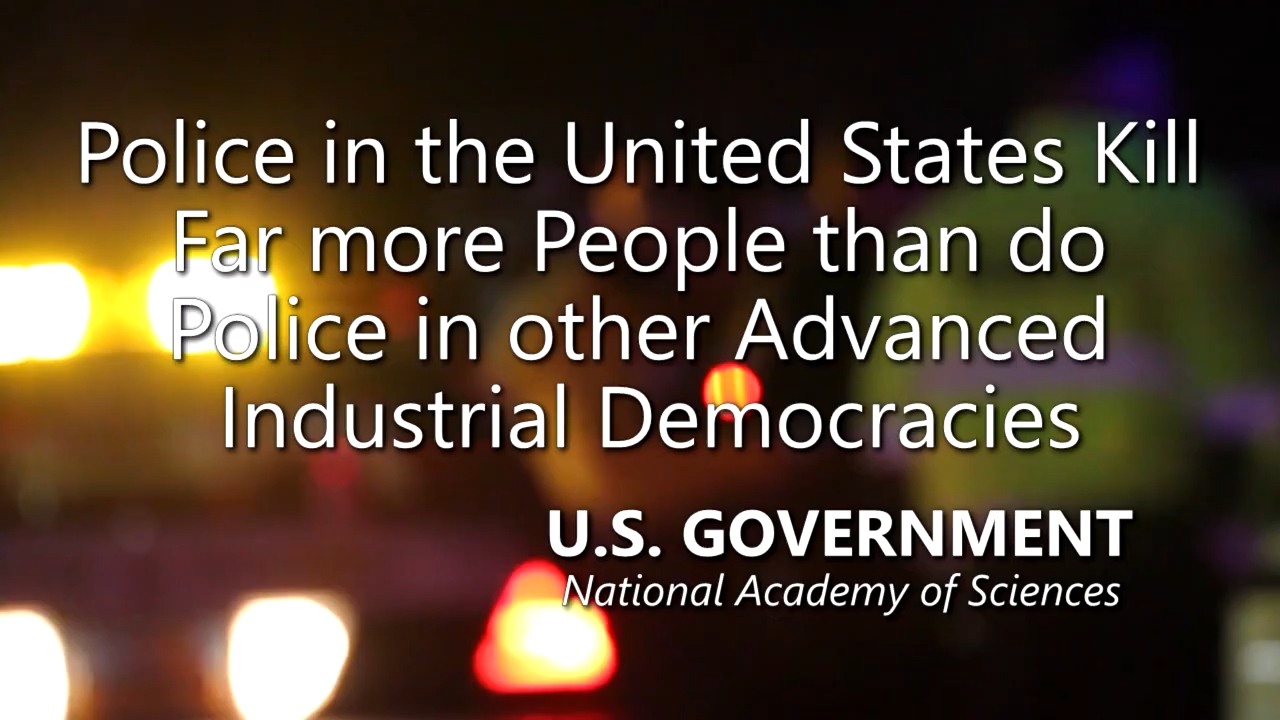 Police in the United States Kill
Far more People than do
Police in other Advanced
Industrial Democracies
U.S. GOVERNMENT
National Academy of Sciences